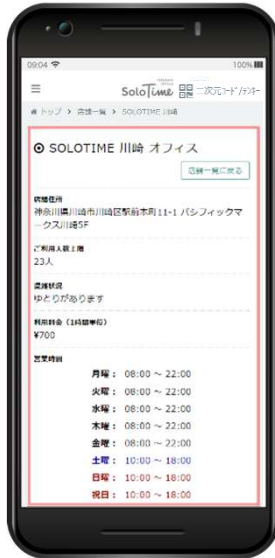 09:04
100%
SoloTime
二次元コード/テンキー
トップ > 店舗一覧 > SOLOTIME 川崎
SOLOTIME 川崎 オフィス
店舗一覧に戻る
店舗住所
神奈川県川崎市川崎区駅前本町11-1 パシフィックマ
ークス川崎5F
ご利用人数上限
23人
混雑状況
ゆとりがあります
利用料金（1時間単位）
¥700
営業時間
月曜： 08:00 ～ 22:00
火曜： 08:00 ～ 22:00
水曜： 08:00 ～ 22:00
木曜： 08:00 ～ 22:00
金曜： 08:00 ～ 22:00
土曜： 10:00 ～ 18:00
日曜： 10:00 ～ 18:00
祝日： 10:00 ～ 18:00